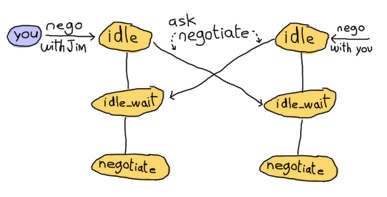 you
nego
with Jim
idle
ask
negotiate
idle
nego
with you
idle_wait
idle_wait
negotiate
negotiate